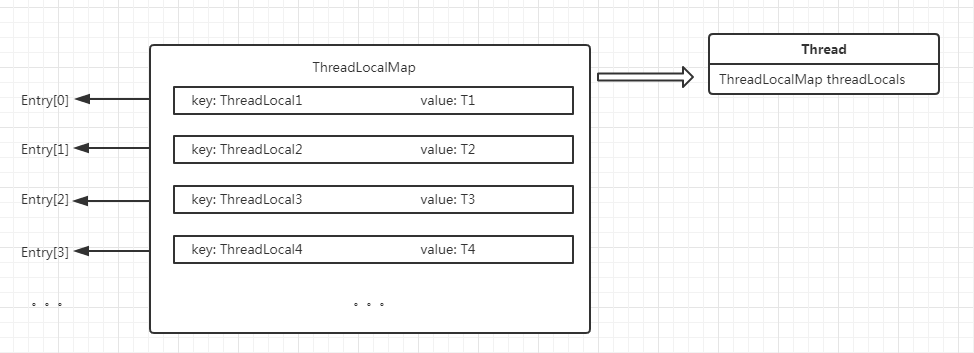 ThreadLocalMap
Thread
ThreadLocalMap threadLocals
Entry[0] key: ThreadLocal1 value: T1
Entry[1] key: ThreadLocal2 value: T2
Entry[2] key: ThreadLocal3 value: T3
Entry[3] key: ThreadLocal4 value: T4
。。。 。。。